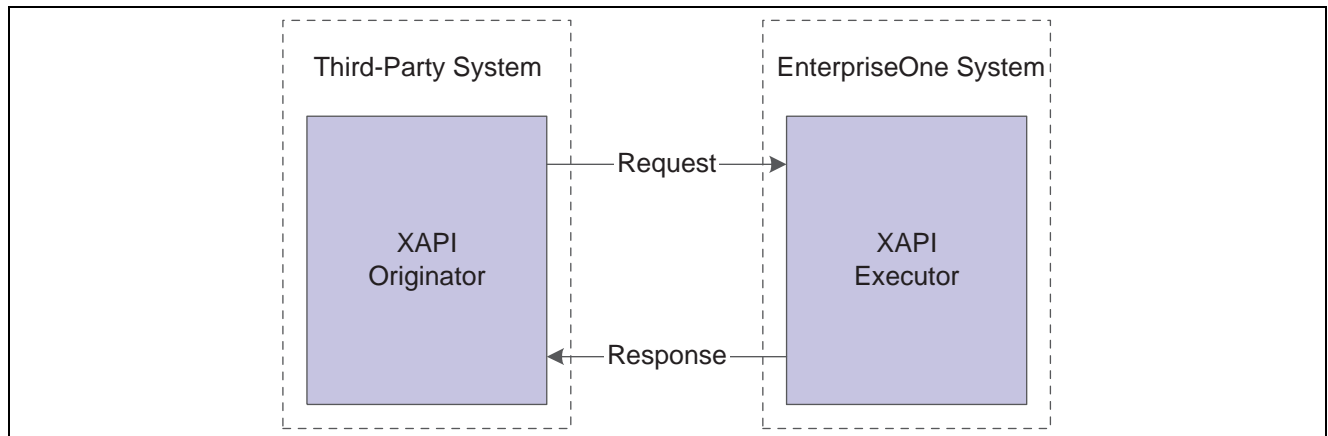 Third-Party System
EnterpriseOne System
Request
XAPI
Originator
XAPI
Executor
Response